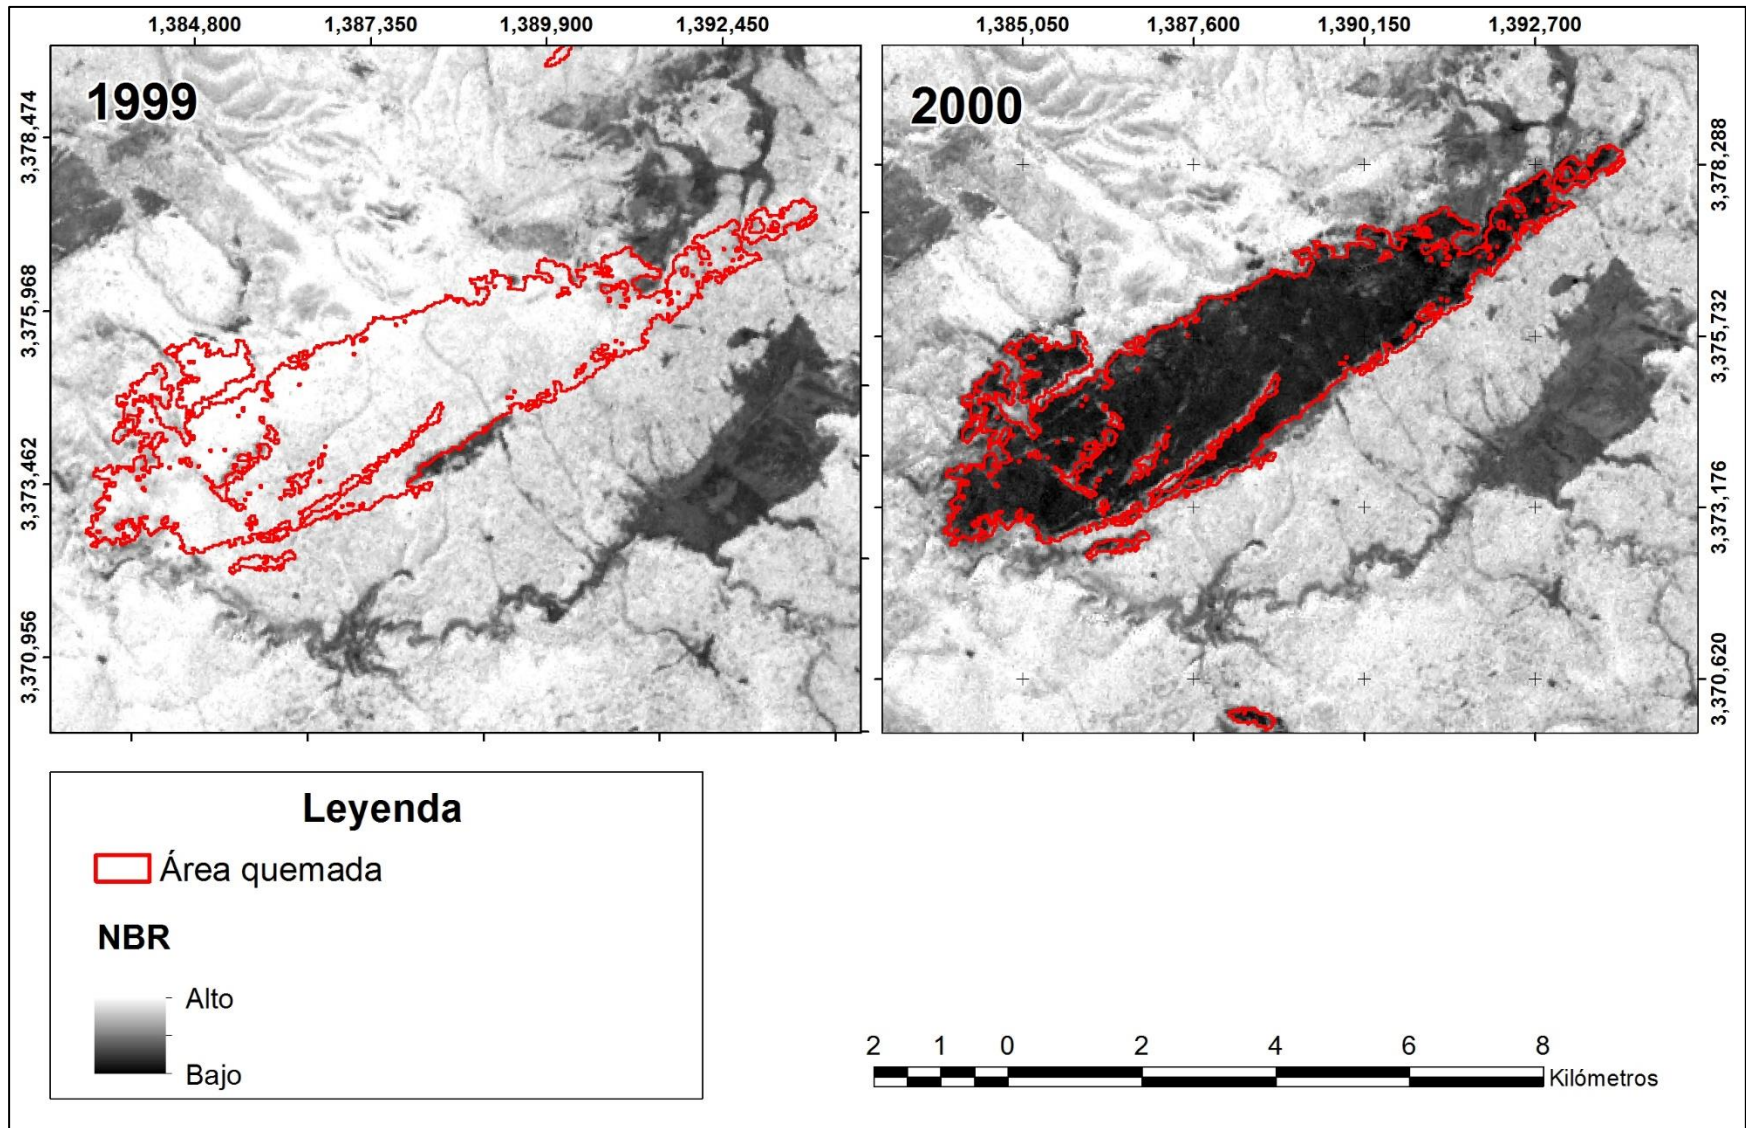 1,384,800 1,387,350 1,389,900 1,392,450
1,385,050 1,387,600 1,390,150 1,392,700
1999
3,378,474
3,375,968
3,373,462
3,370,956
2000
3,378,288
3,375,732
3,373,176
3,370,620
Leyenda
Área quemada
NBR
Alto
Bajo
2 1 0 2 4 6 8
Kilómetros